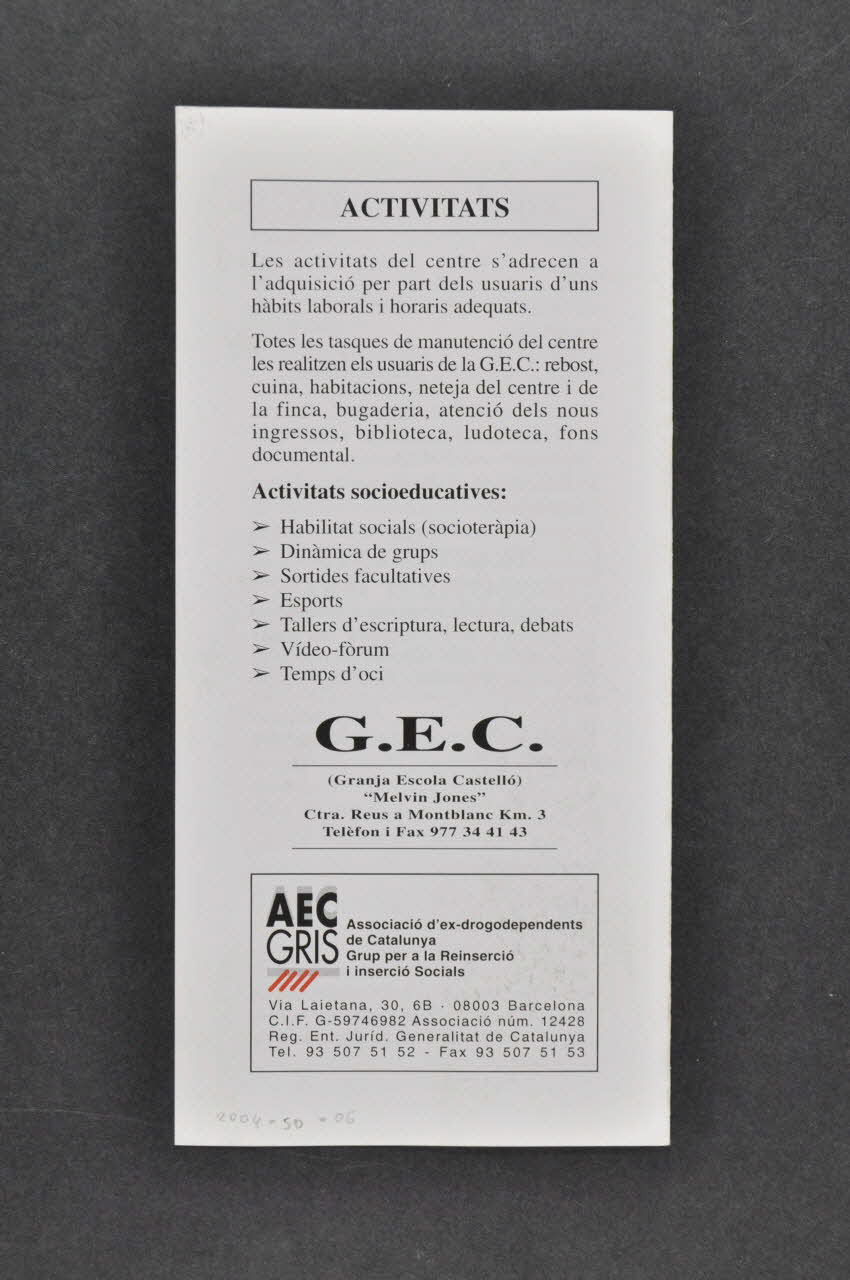 ACTIVITATS
Les activitats del centre s'adrecen a
l'adquisició per part dels usuaris d'uns
hàbits laborals i horaris adequats.
Totes les tasques de manutenció del centre
les realitzen els usuaris de la G.E.C.: rebost,
cuina, habitacions, neteja del centre i de
la finca, bugaderia, atenció dels nous
ingressos, biblioteca, ludoteca, fons
documental.
Activitats socioeducatives:
➢ Habilitat socials (socioteràpia)
➢ Dinàmica de grups
➢ Sortides facultatives
➢ Esports
➢ Tallers d'escriptura, lectura, debats
➢ Vídeo-fòrum
➢ Temps d'oci
G.E.C.
(Granja Escola Castelló)
“Melvin Jones”
Ctra. Reus a Montblanc Km. 3
Telèfon i Fax 977 34 41 43
AEC
GRIS
Associació d'ex-drogodependents
de Catalunya
Grup per a la Reinserció
i inserció Socials
Via Laietana, 30, 6B · 08003 Barcelona
C.I.F. G-59746982 Associació núm. 12428
Reg. Ent. Juríd. Generalitat de Catalunya
Tel. 93 507 51 52 - Fax 93 507 51 53
2004 - SD - 06